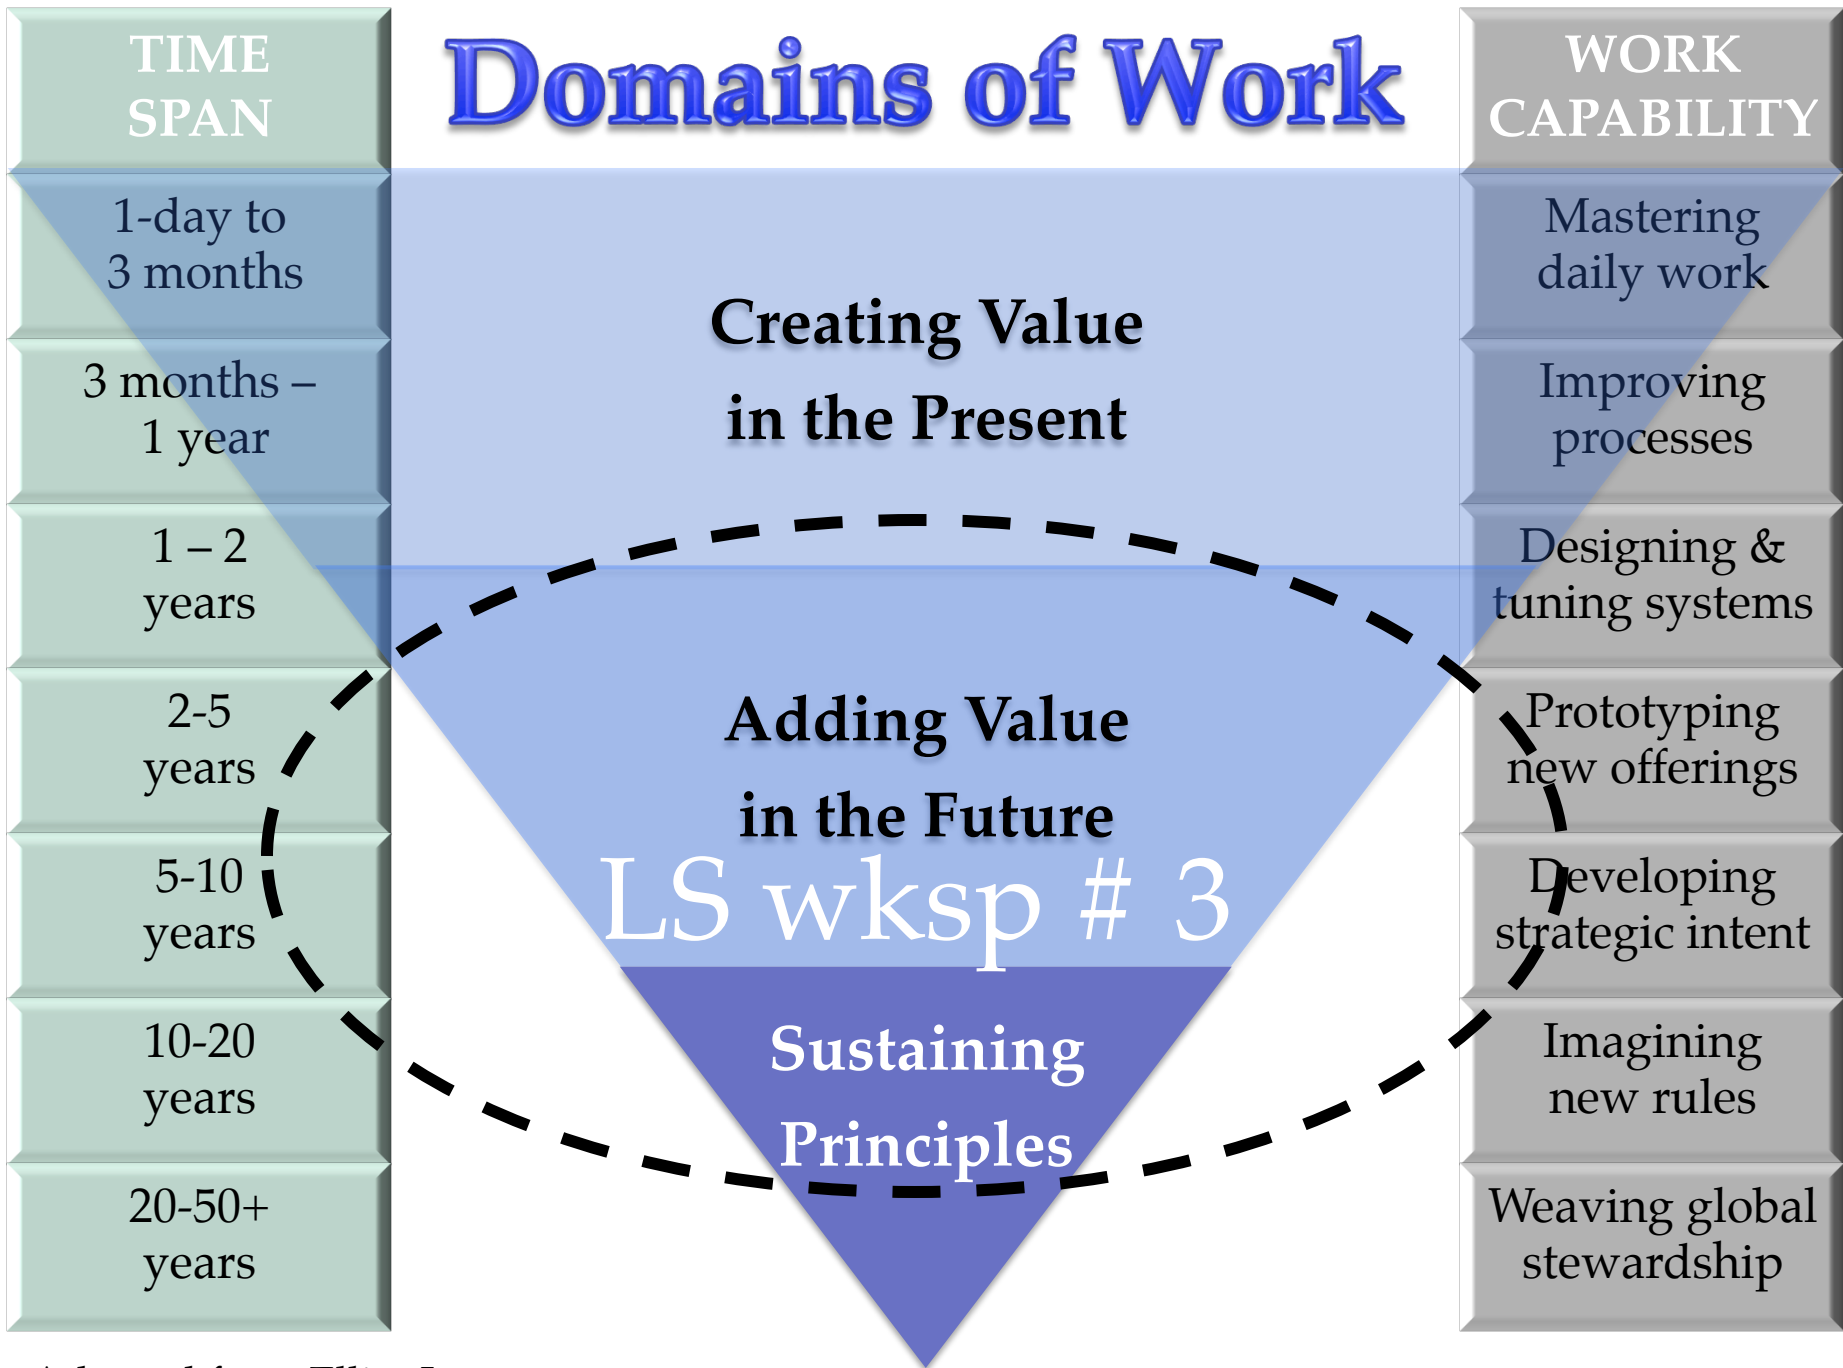 Domains of Work
TIME
SPAN
1-day to
3 months
3 months –
1 year
1 – 2
years
2-5
years
5-10
years
10-20
years
20-50+
years
Creating Value
in the Present
Adding Value
in the Future
LS wksp # 3
Sustaining
Principles
WORK
CAPABILITY
Mastering
daily work
Improving
processes
Designing &
tuning systems
Prototyping
new offerings
Developing
strategic intent
Imagining
new rules
Weaving global
stewardship